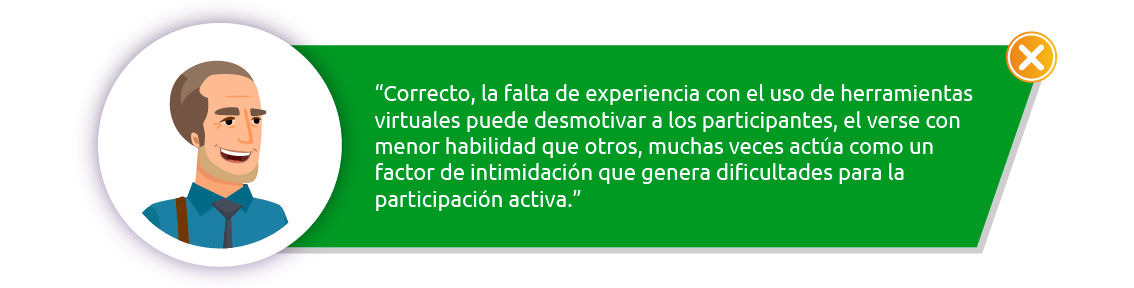 “Correcto, la falta de experiencia con el uso de herramientas
virtuales puede desmotivar a los participantes, el verse con
menor habilidad que otros, muchas veces actúa como un
factor de intimidación que genera dificultades para la
participación activa.”